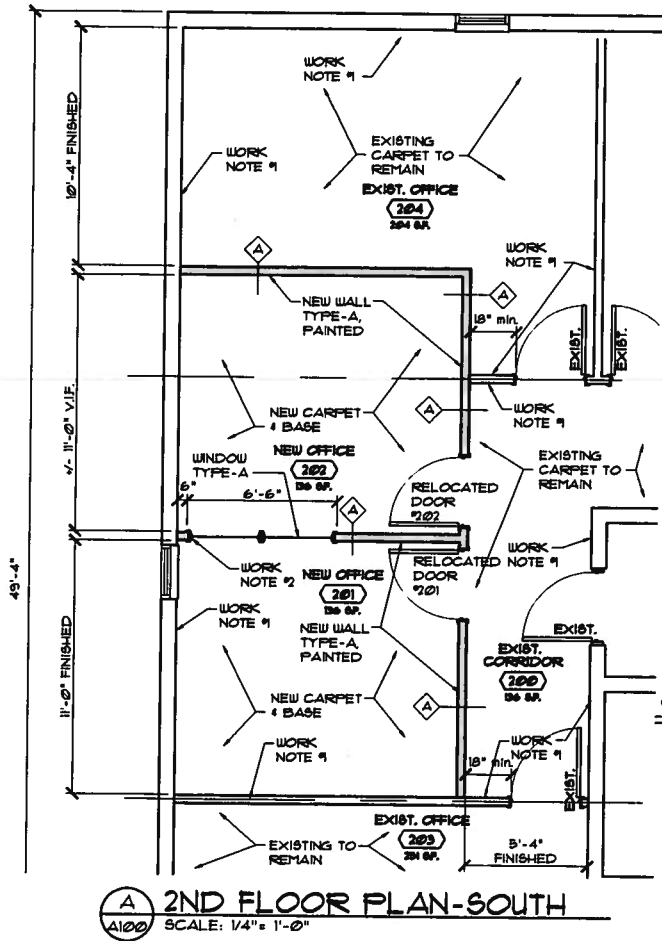 WORK
NOTE #1
10'-4" FINISHED
WORK
NOTE #1
EXISTING
CARPET TO
REMAIN
EXIST. OFFICE
204
204 S.F.
A
WORK
NOTE #1
NEW WALL
TYPE-A,
PAINTED
A
18" min.
EXIST.
EXIST.
A
WORK
NOTE #1
NEW CARPET
& BASE
+/- 11'-0" V.I.F.
NEW OFFICE
202
136 S.F.
WINDOW
TYPE-A
6"
6'-6"
A
EXISTING
CARPET TO
REMAIN
RELOCATED
DOOR
#202
49'-4"
WORK
NOTE #2
NEW OFFICE
201
136 S.F.
RELOCATED
DOOR
#201
WORK
NOTE #1
WORK
NOTE #1
NEW WALL
TYPE-A,
PAINTED
EXIST.
EXIST.
CORRIDOR
200
136 S.F.
11'-0" FINISHED
NEW CARPET
& BASE
A
WORK
NOTE #1
WORK
NOTE #1
18" min.
EXIST.
EXIST. OFFICE
203
EXISTING TO
REMAIN
5'-4"
FINISHED
A
A100
2ND FLOOR PLAN-SOUTH
SCALE: 1/4"= 1'-0"